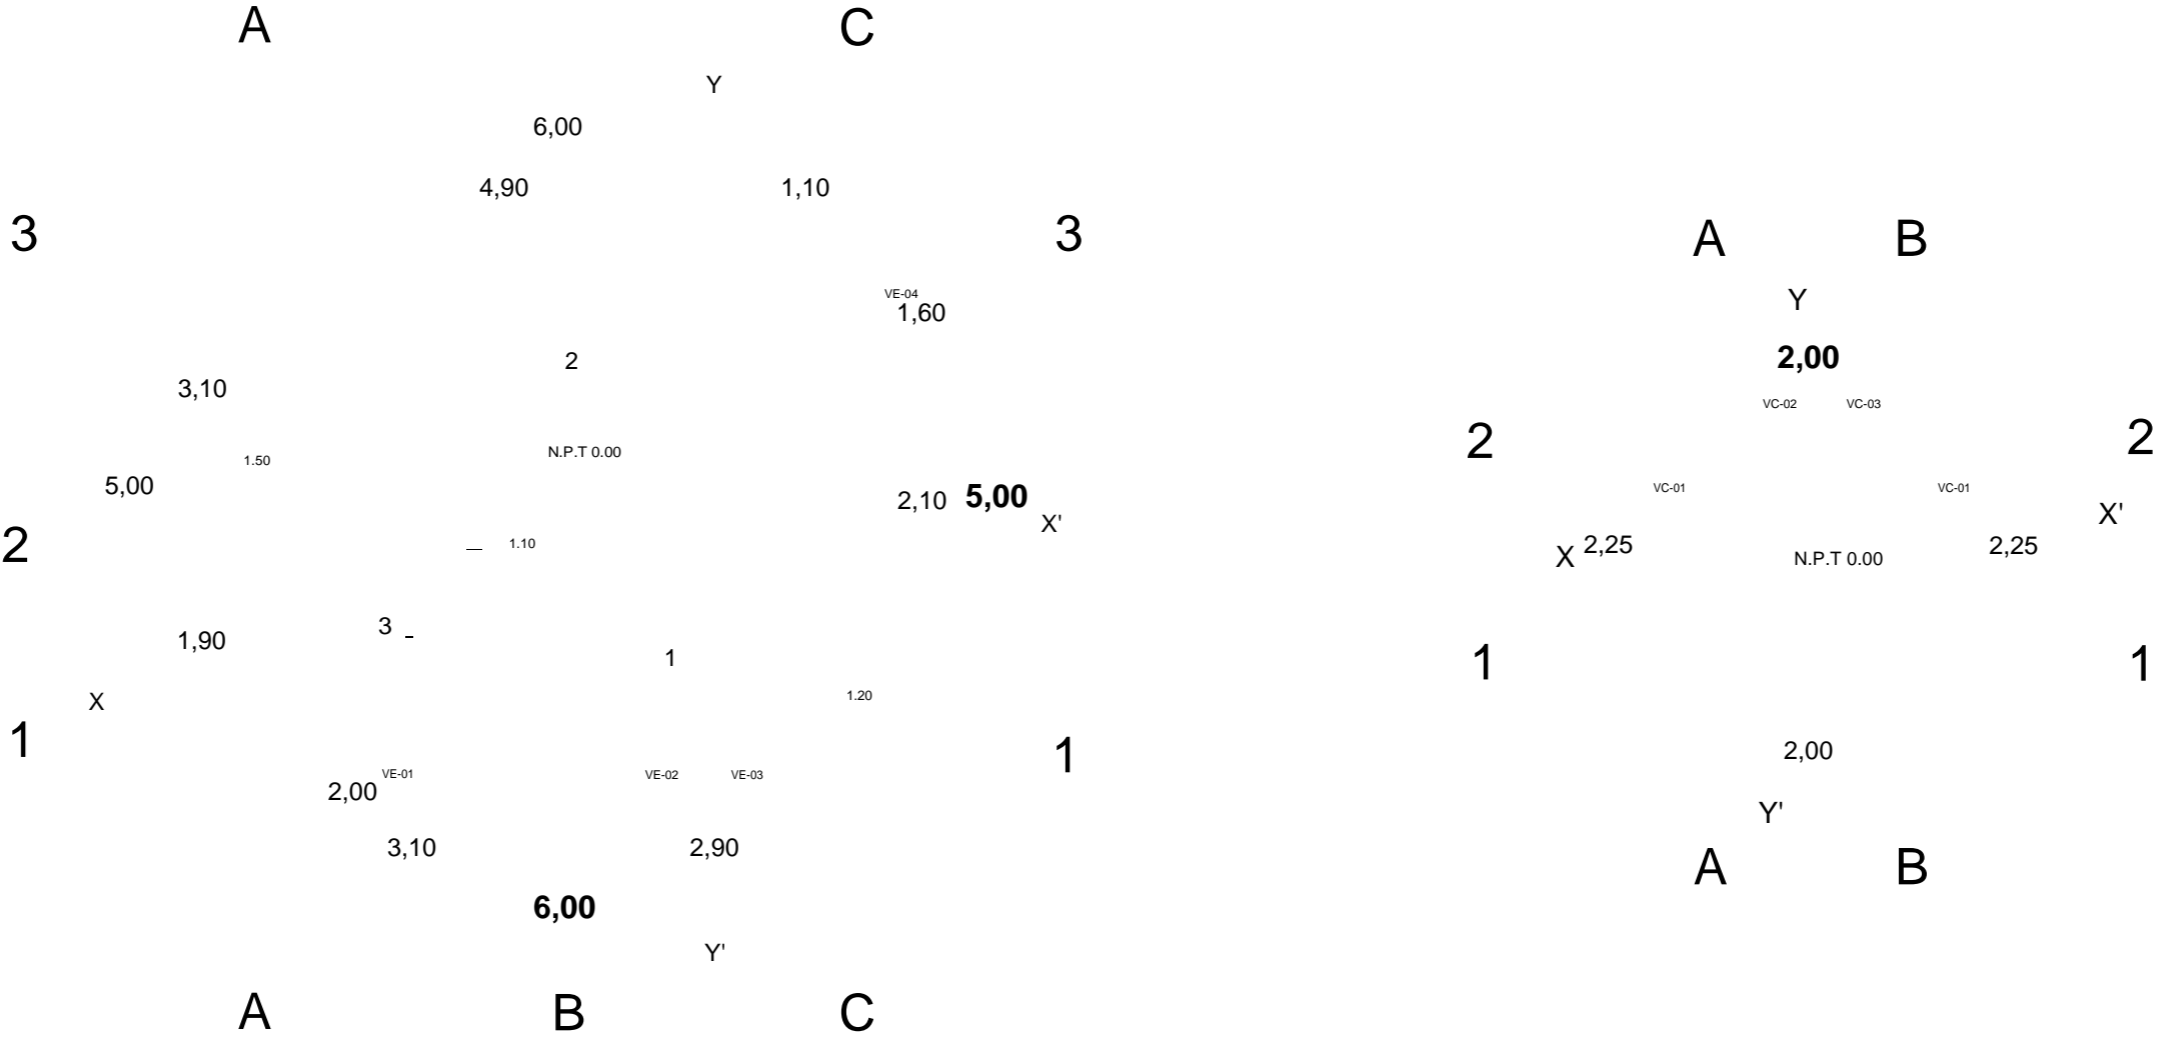 A C
Y
6,00
4,90 1,10
3 3
VE-04
1,60
2
3,10
1.50
N.P.T 0.00
5,00
2,10 5,00
X'
2
1.10
3
1,90
1
1.20
X
1 1
VE-01 VE-02 VE-03
2,00
3,10 2,90
6,00
Y'
A B C
A B
Y
2,00
VC-02 VC-03
2 2
VC-01 VC-01
X'
X 2,25 N.P.T 0.00 2,25
1 1
2,00
Y'
A B